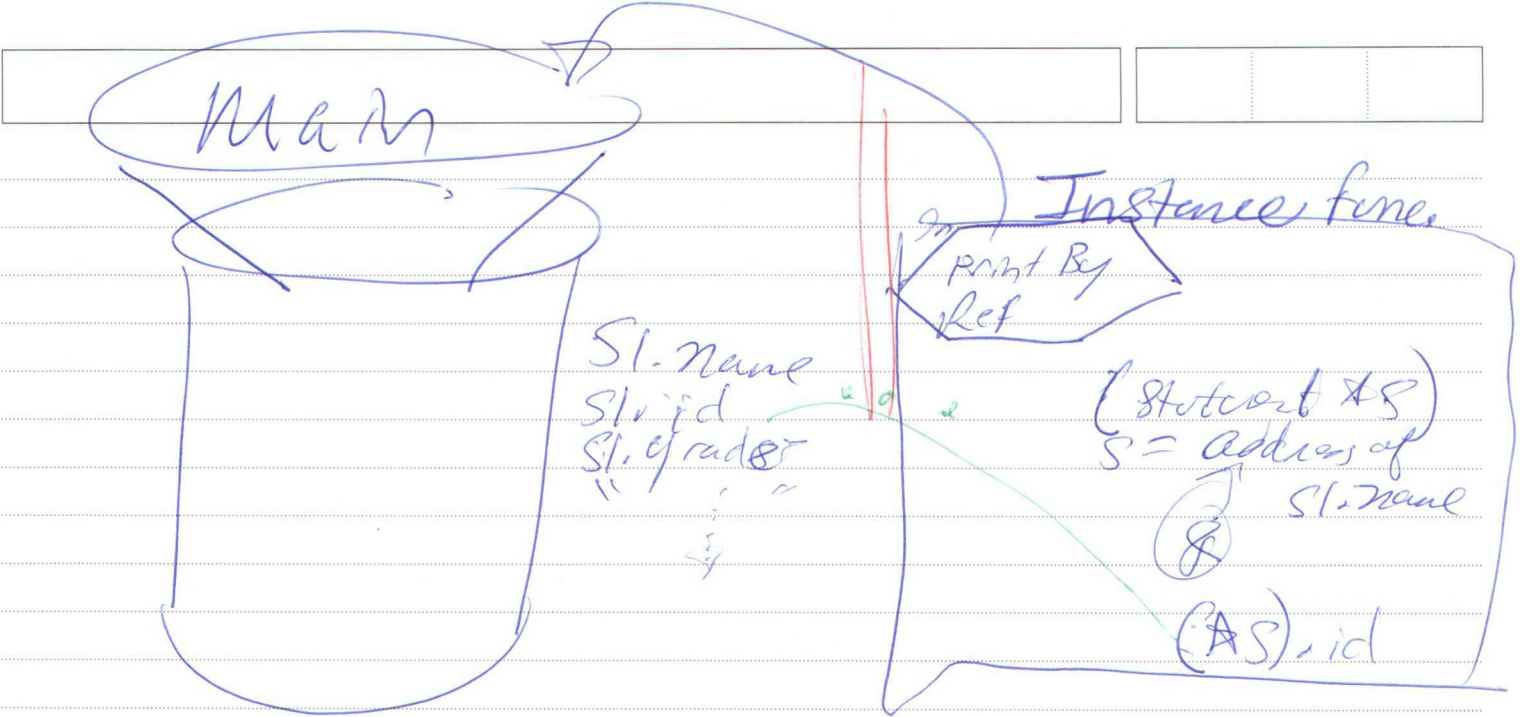 Main
Instance func.
print By
Ref
S1.name
S1.id
S1.grades
" "
(Student *S)
S = address of
S1.name
&
(*S).id